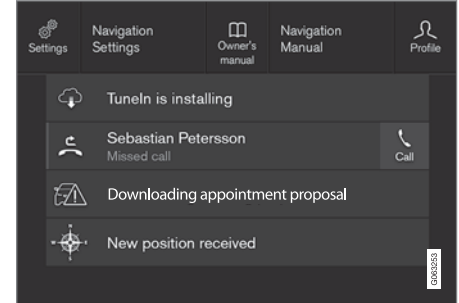 Settings
Navigation
Settings
Owner's
manual
Navigation
Manual
Profile
TuneIn is installing
Sebastian Petersson
Missed call
Call
Downloading appointment proposal
New position received
G063253